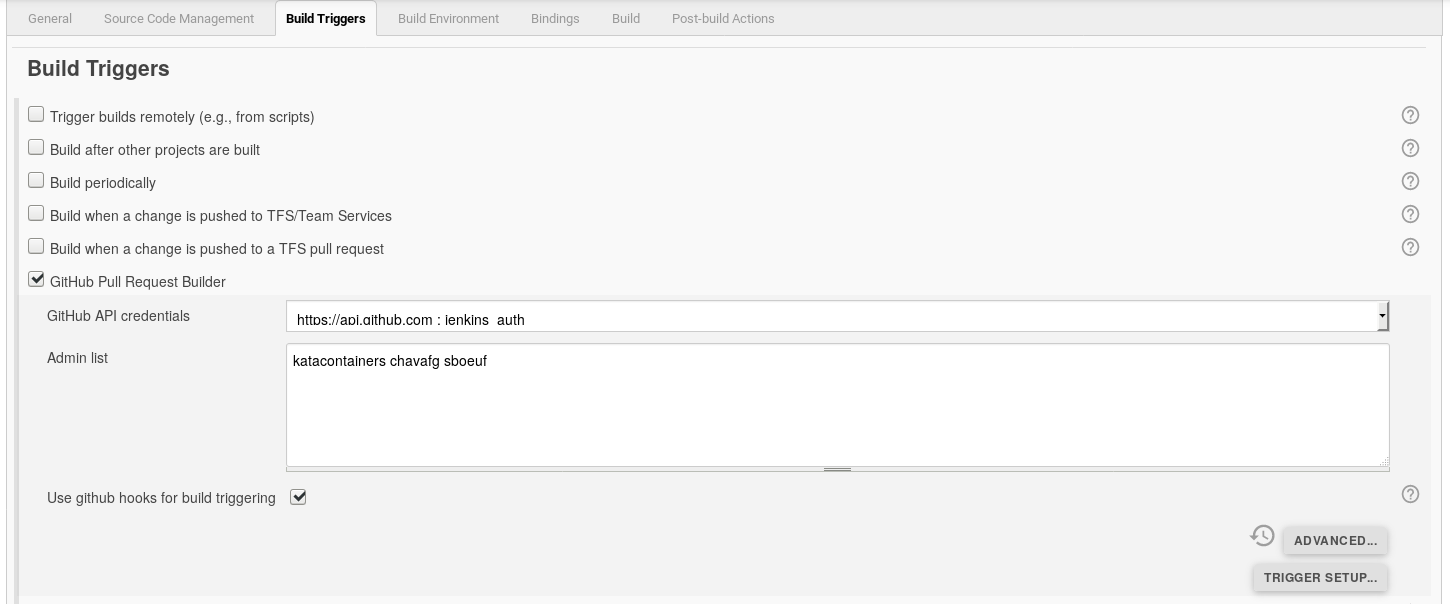 General Source Code Management Build Triggers Build Environment Bindings Build Post-build Actions
Build Triggers
Trigger builds remotely (e.g., from scripts)
Build after other projects are built
Build periodically
Build when a change is pushed to TFS/Team Services
Build when a change is pushed to a TFS pull request
GitHub Pull Request Builder
GitHub API credentials https://api.github.com : jenkins_auth
Admin list katacontainers chavafg sboeuf
Use github hooks for build triggering
ADVANCED...
TRIGGER SETUP...